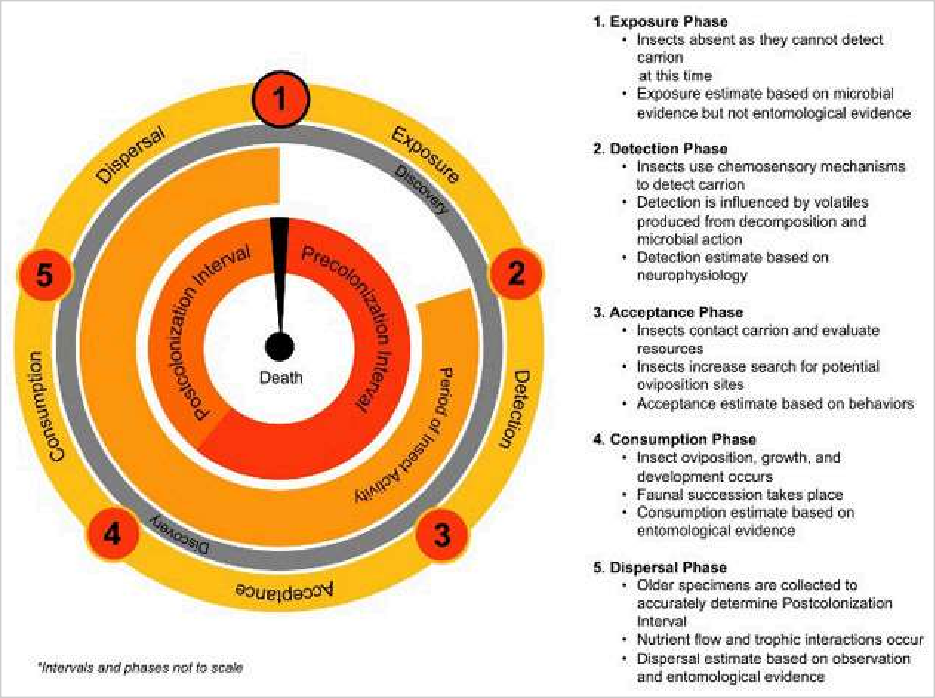 1
Exposure
Discovery
2
Detection
3
Acceptance
Discovery
4
Consumption
5
Dispersal
Precolonization Interval
Postcolonization Interval
Period of Insect Activity
Death
*Intervals and phases not to scale
1. Exposure Phase
• Insects absent as they cannot detect
carrion
at this time
• Exposure estimate based on microbial
evidence but not entomological evidence
2. Detection Phase
• Insects use chemosensory mechanisms
to detect carrion
• Detection is influenced by volatiles
produced from decomposition and
microbial action
• Detection estimate based on
neurophysiology
3. Acceptance Phase
• Insects contact carrion and evaluate
resources
• Insects increase search for potential
oviposition sites
• Acceptance estimate based on behaviors
4. Consumption Phase
• Insect oviposition, growth, and
development occurs
• Faunal succession takes place
• Consumption estimate based on
entomological evidence
5. Dispersal Phase
• Older specimens are collected to
accurately determine Postcolonization
Interval
• Nutrient flow and trophic interactions occur
• Dispersal estimate based on observation
and entomological evidence